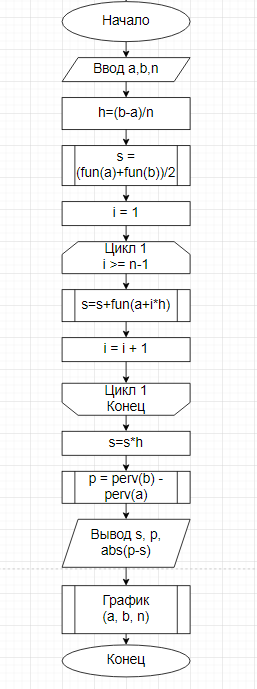 Начало
Ввод a,b,n
h=(b-a)/n
s =
(fun(a)+fun(b))/2
i = 1
Цикл 1
i >= n-1
s=s+fun(a+i*h)
i = i + 1
Цикл 1
Конец
s=s*h
p = perv(b) -
perv(a)
Вывод s, p,
abs(p-s)
График
(a, b, n)
Конец